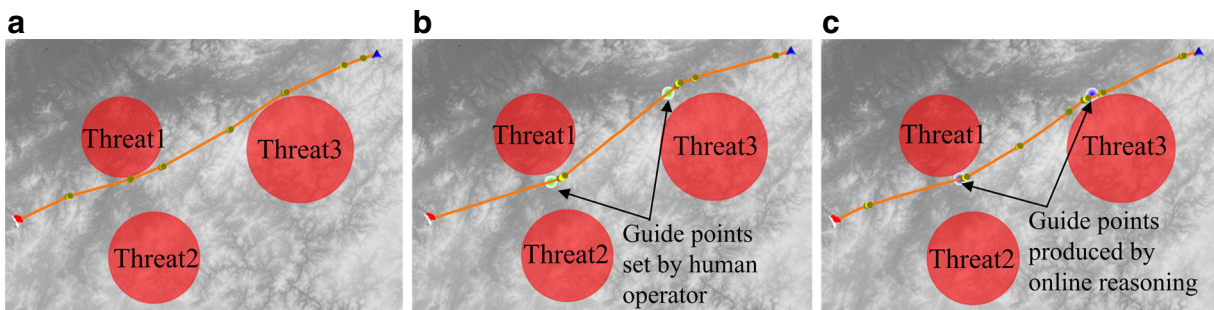 a
Threat1
Threat3
Threat2
b
Threat1
Threat3
Threat2
Guide points
set by human
operator
c
Threat1
Threat3
Threat2
Guide points
produced by
online reasoning